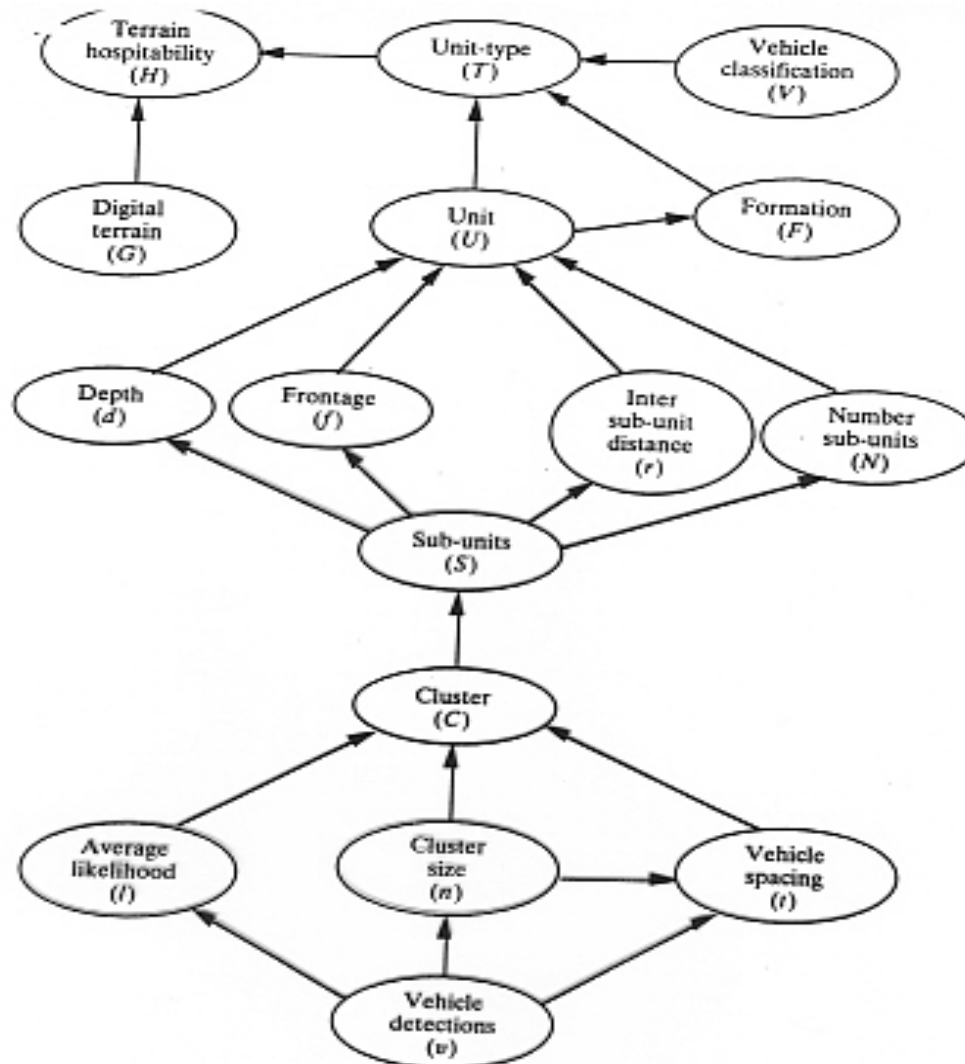 Terrain
hospitability
(H)
Unit-type
(T)
Vehicle
classification
(V)
Digital
terrain
(G)
Unit
(U)
Formation
(F)
Depth
(d)
Frontage
(f)
Inter
sub-unit
distance
(r)
Number
sub-units
(N)
Sub-units
(S)
Cluster
(C)
Average
likelihood
(l)
Cluster
size
(n)
Vehicle
spacing
(t)
Vehicle
detections
(v)